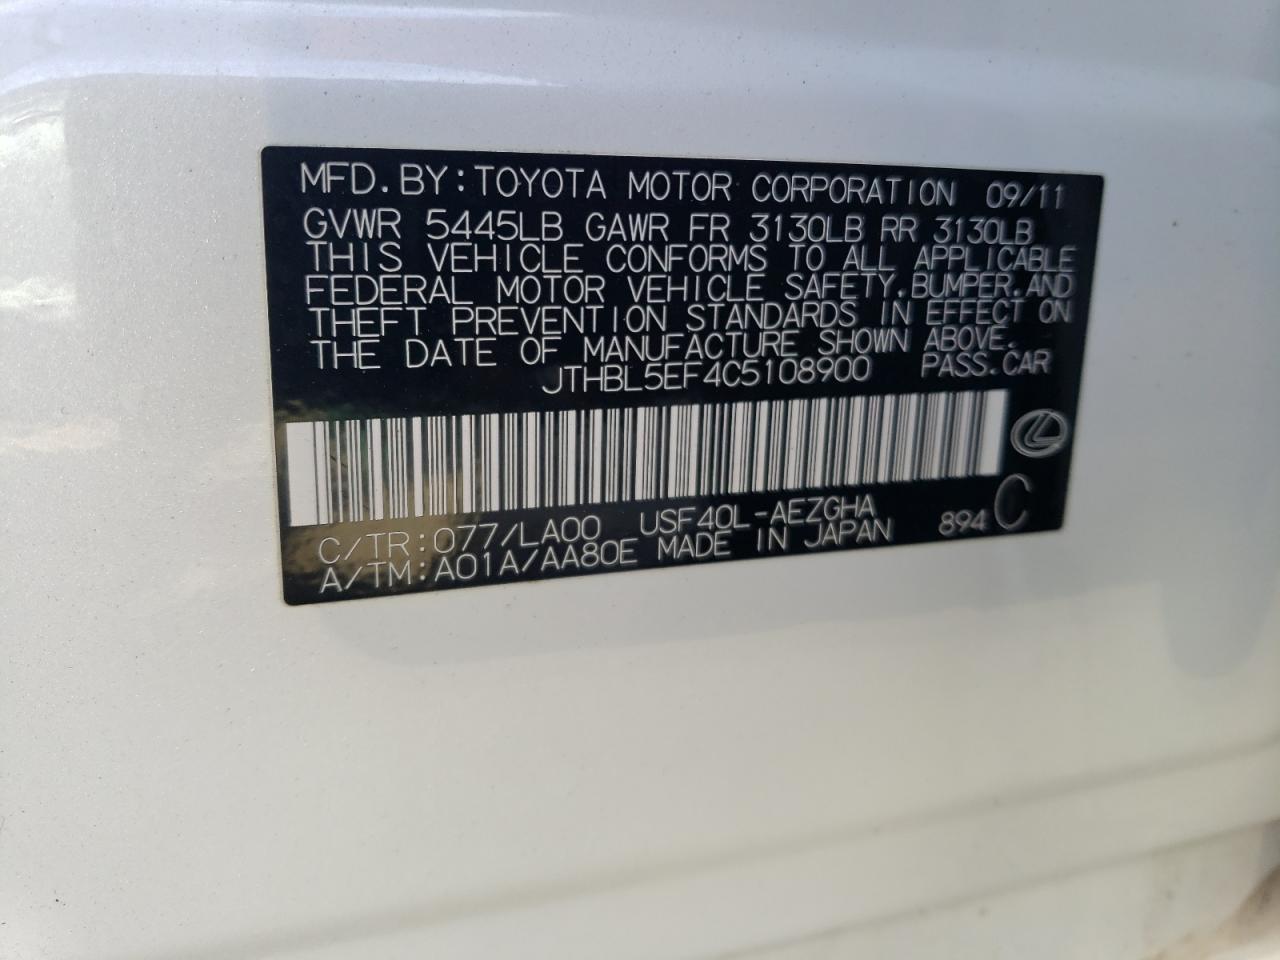 MFD.BY:TOYOTA MOTOR CORPORATION 09/11
GVWR 5445LB GAWR FR 3130LB RR 3130LB
THIS VEHICLE CONFORMS TO ALL APPLICABLE
FEDERAL MOTOR VEHICLE SAFETY,BUMPER,AND
THEFT PREVENTION STANDARDS IN EFFECT ON
THE DATE OF MANUFACTURE SHOWN ABOVE.
JTHBL5EF4C5108900 PASS.CAR
C/TR:077/LA00 USF40L-AEZGHA
A/TM:A01A/AA80E MADE IN JAPAN 894 C